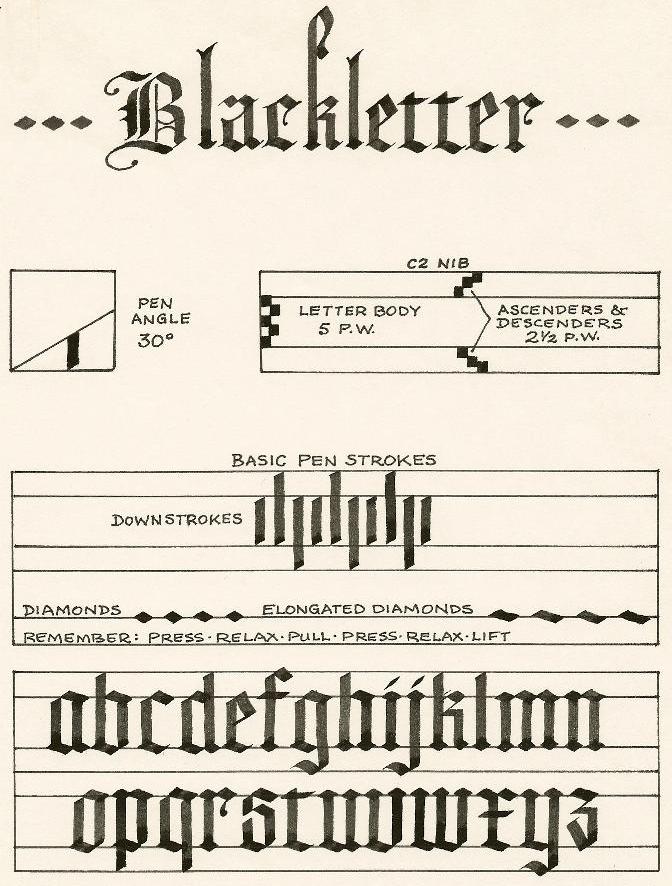 Blackletter
C2 NIB
PEN
ANGLE
30°
LETTER BODY
5 P.W.
ASCENDERS &
DESCENDERS
2½ P.W.
BASIC PEN STROKES
DOWNSTROKES
DIAMONDS
ELONGATED DIAMONDS
REMEMBER: PRESS·RELAX·PULL·PRESS·RELAX·LIFT
abcdefghijklmn
opqrstuvwxyz